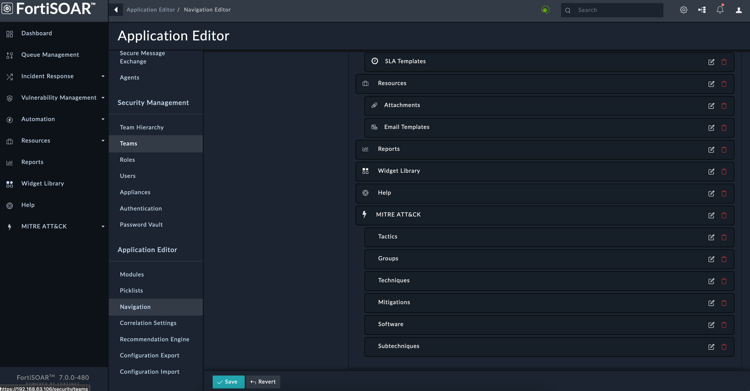 FortiSOAR™
Application Editor / Navigation Editor
Search
Dashboard
Queue Management
Incident Response
Vulnerability Management
Automation
Resources
Reports
Widget Library
Help
MITRE ATT&CK
FortiSOAR™ 7.0.0-480
https://192.168.63.106/security/teams
Application Editor
Secure Message
Exchange
Agents
Security Management
Team Hierarchy
Teams
Roles
Users
Appliances
Authentication
Password Vault
Application Editor
Modules
Picklists
Navigation
Correlation Settings
Recommendation Engine
Configuration Export
Configuration Import
SLA Templates
Resources
Attachments
Email Templates
Reports
Widget Library
Help
MITRE ATT&CK
Tactics
Groups
Techniques
Mitigations
Software
Subtechniques
Save
Revert